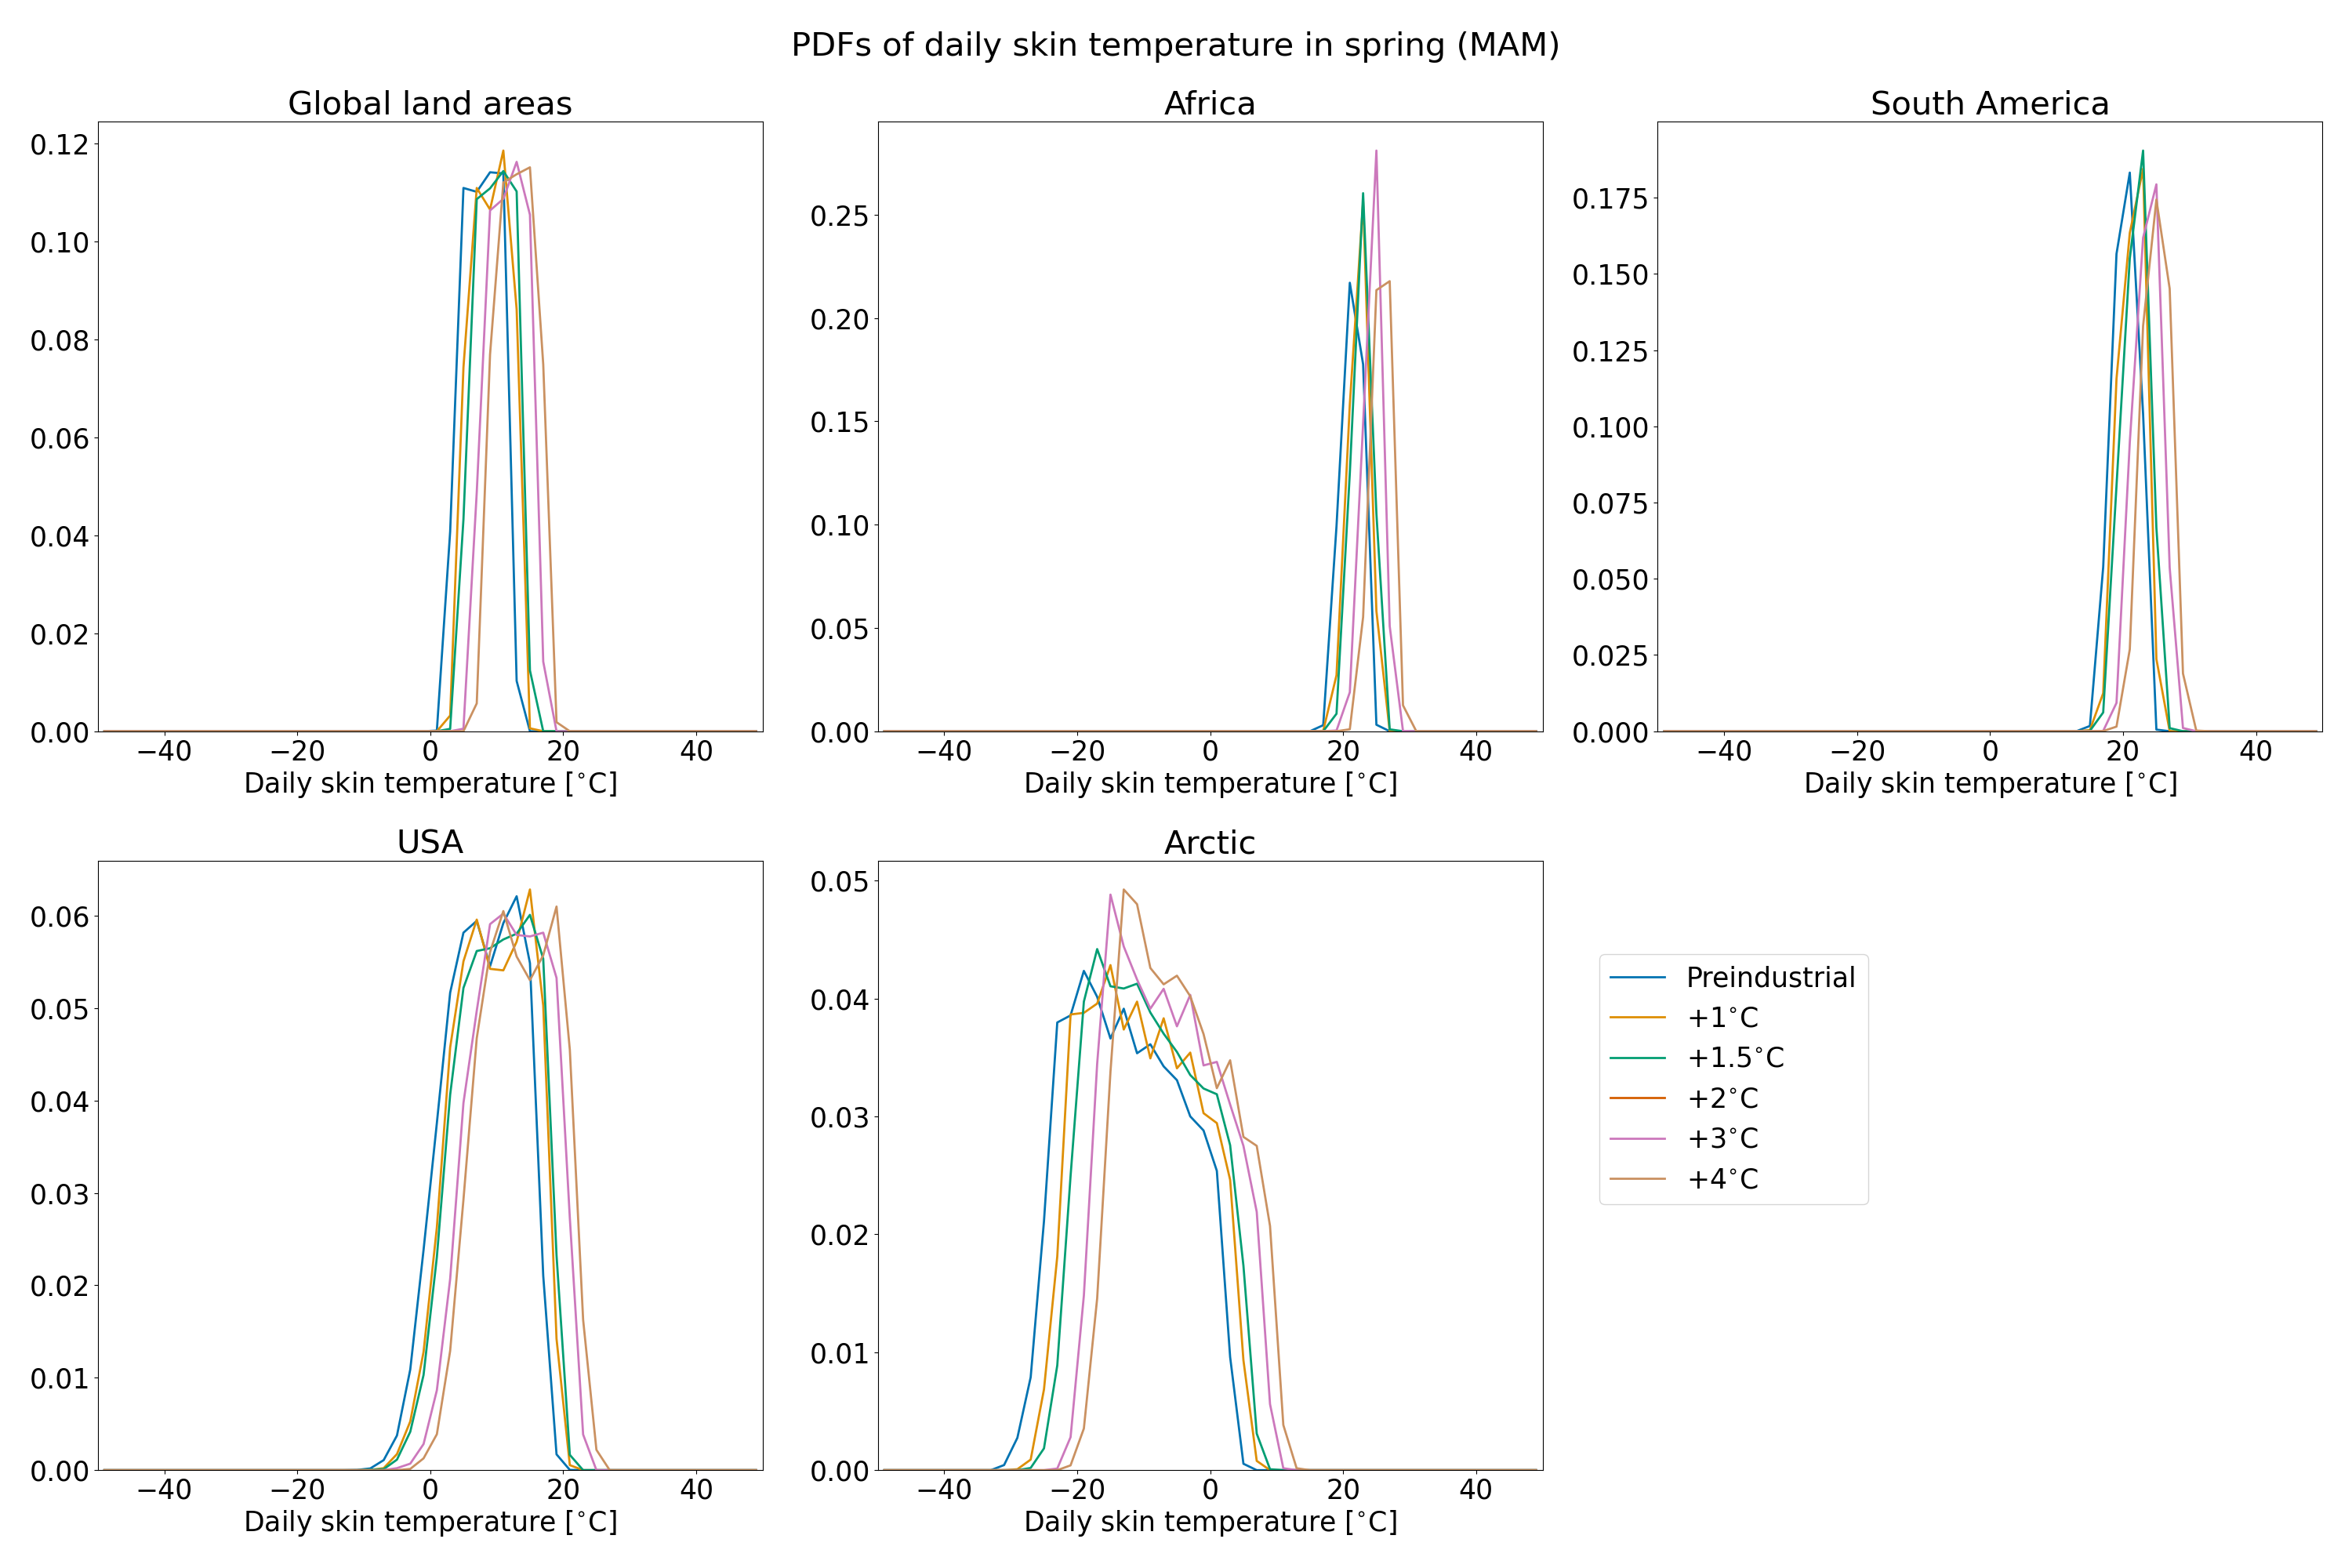 PDFs of daily skin temperature in spring (MAM)
Global land areas
0.12
0.10
0.08
0.06
0.04
0.02
0.00
−40 −20 0 20 40
Daily skin temperature [°C]
Africa
0.25
0.20
0.15
0.10
0.05
0.00
−40 −20 0 20 40
Daily skin temperature [°C]
South America
0.175
0.150
0.125
0.100
0.075
0.050
0.025
0.000
−40 −20 0 20 40
Daily skin temperature [°C]
USA
0.06
0.05
0.04
0.03
0.02
0.01
0.00
−40 −20 0 20 40
Daily skin temperature [°C]
Arctic
0.05
0.04
0.03
0.02
0.01
0.00
−40 −20 0 20 40
Daily skin temperature [°C]
Preindustrial
+1°C
+1.5°C
+2°C
+3°C
+4°C